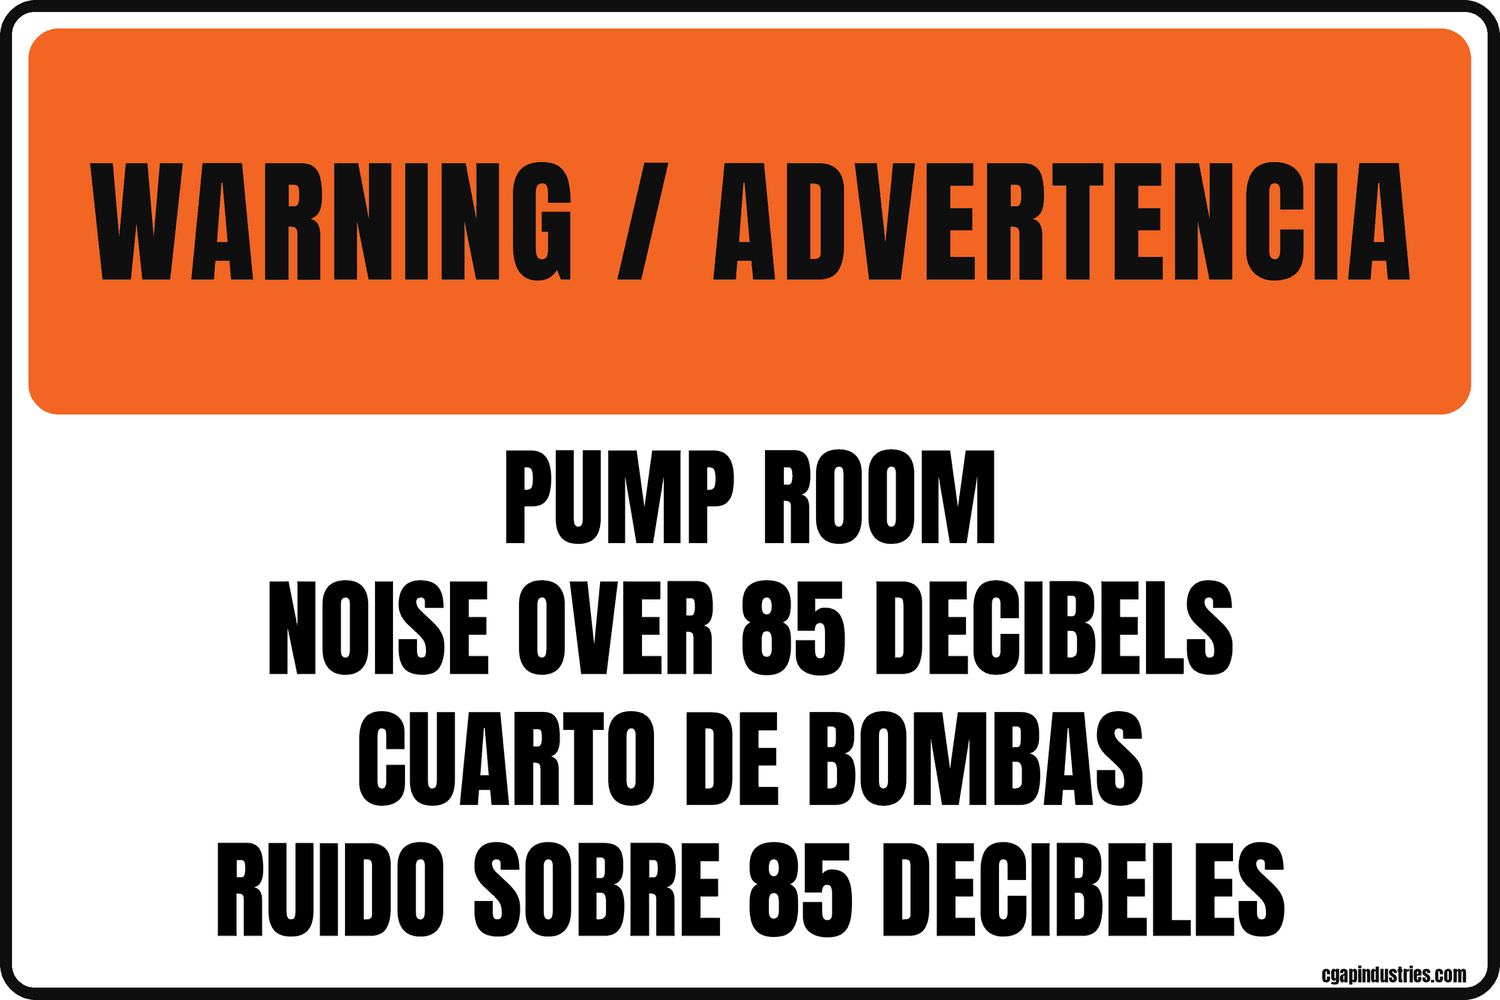 WARNING / ADVERTENCIA
PUMP ROOM
NOISE OVER 85 DECIBELS
CUARTO DE BOMBAS
RUIDO SOBRE 85 DECIBELES
cgapindustries.com